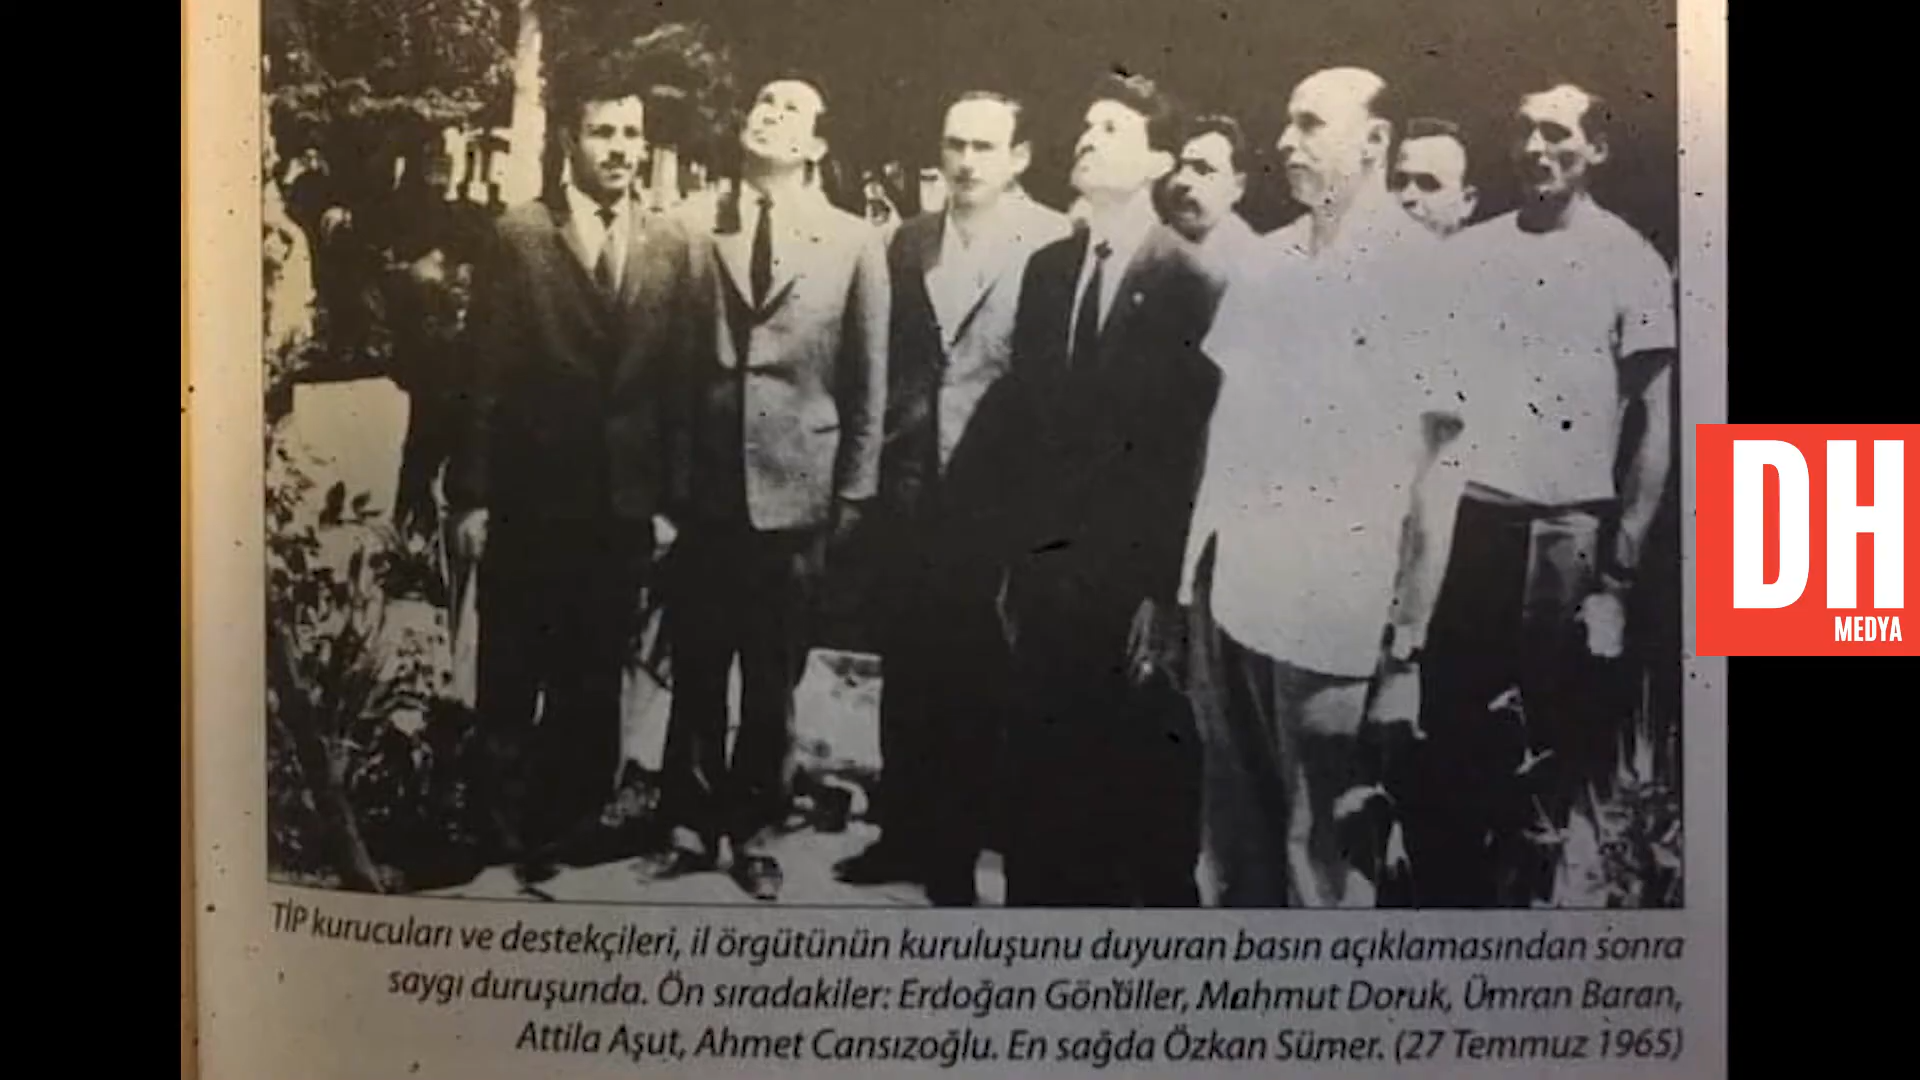 TİP kurucuları ve destekçileri, il örgütünün kuruluşunu duyuran basın açıklamasından sonra
saygı duruşunda. Ön sıradakiler: Erdoğan Gönüller, Mahmut Doruk, Ümran Baran,
Attila Aşut, Ahmet Cansızoğlu. En sağda Özkan Sümer. (27 Temmuz 1965)
DH
MEDYA